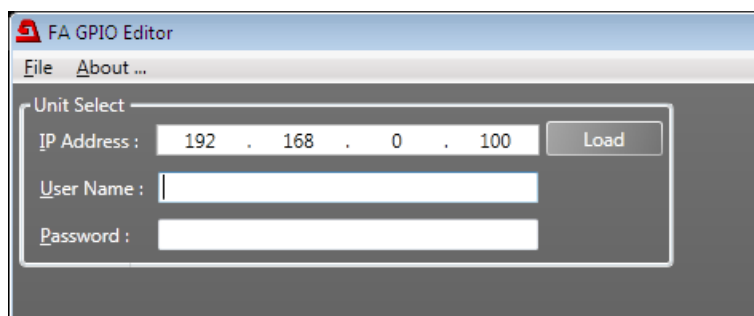 FA GPIO Editor
File About ...
Unit Select
IP Address : 192 . 168 . 0 . 100 Load
User Name :
Password :